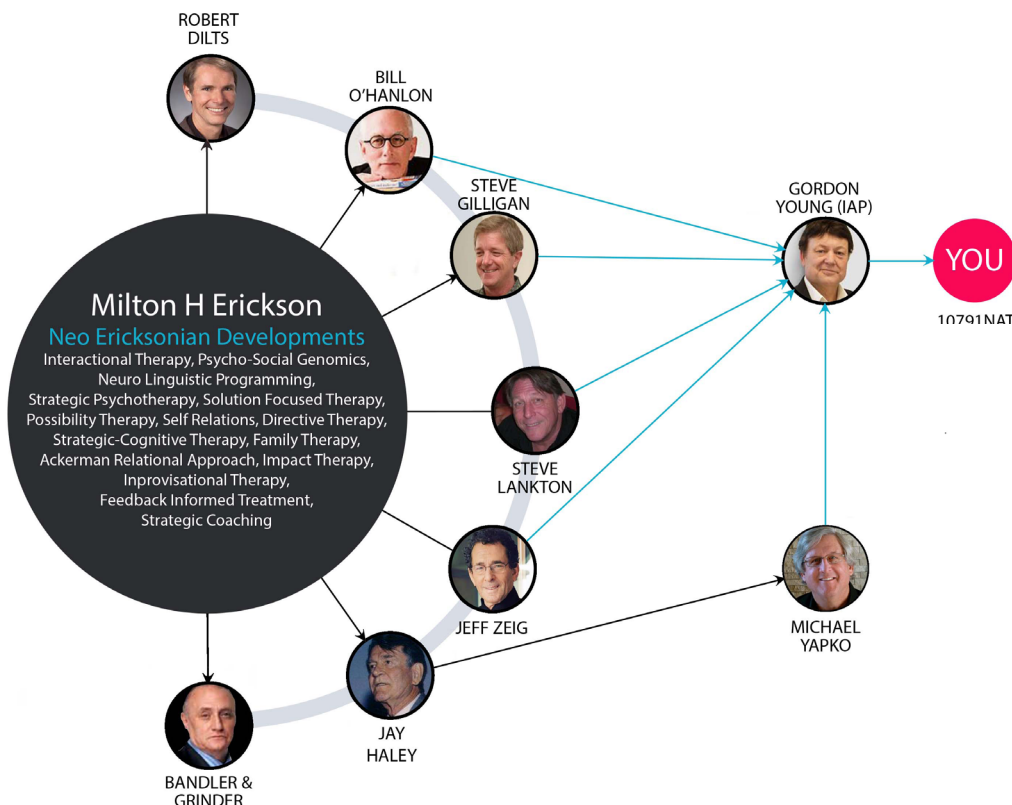 ROBERT
DILTS
BILL
O'HANLON
STEVE
GILLIGAN
GORDON
YOUNG (IAP)
YOU
10791NAT
Milton H Erickson
Neo Ericksonian Developments
Interactional Therapy, Psycho-Social Genomics,
Neuro Linguistic Programming,
Strategic Psychotherapy, Solution Focused Therapy,
Possibility Therapy, Self Relations, Directive Therapy,
Strategic-Cognitive Therapy, Family Therapy,
Ackerman Relational Approach, Impact Therapy,
Inprovisational Therapy,
Feedback Informed Treatment,
Strategic Coaching
STEVE
LANKTON
JEFF ZEIG
MICHAEL
YAPKO
JAY
HALEY
BANDLER &
GRINDER